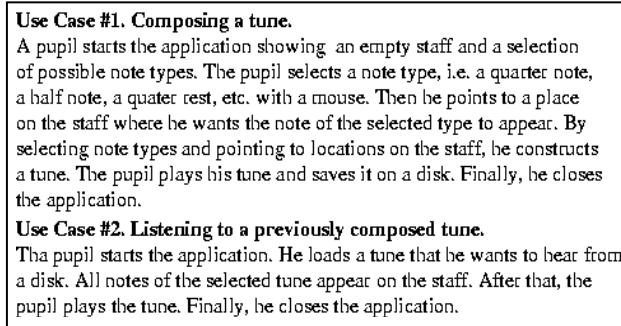 Use Case #1. Composing a tune.
A pupil starts the application showing an empty staff and a selection
of possible note types. The pupil selects a note type, i.e. a quarter note,
a half note, a quater rest, etc. with a mouse. Then he points to a place
on the staff where he wants the note of the selected type to appear. By
selecting note types and pointing to locations on the staff, he constructs
a tune. The pupil plays his tune and saves it on a disk. Finally, he closes
the application.
Use Case #2. Listening to a previously composed tune.
Tha pupil starts the application. He loads a tune that he wants to hear from
a disk. All notes of the selected tune appear on the staff. After that, the
pupil plays the tune. Finally, he closes the application.